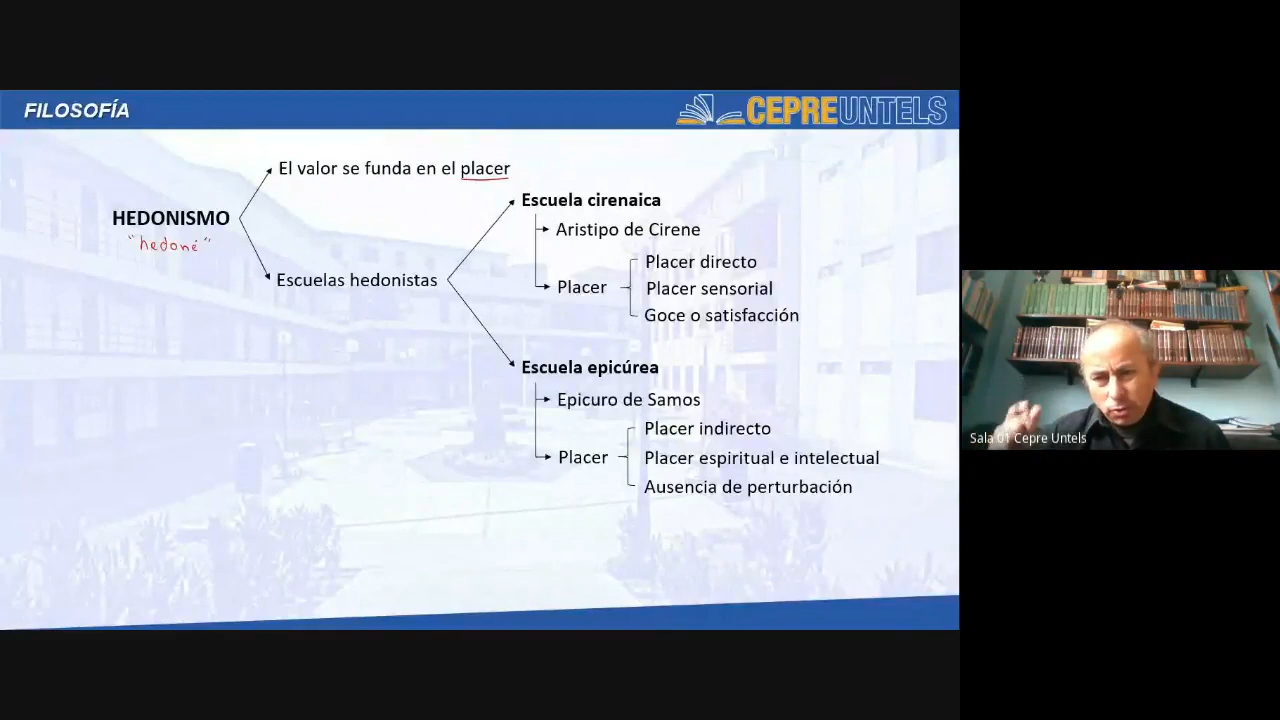 FILOSOFÍA
CEPREUNTELS
El valor se funda en el placer
HEDONISMO
"hedoné"
Escuelas hedonistas
Escuela cirenaica
Aristipo de Cirene
Placer
Placer directo
Placer sensorial
Goce o satisfacción
Escuela epicúrea
Epicuro de Samos
Placer
Placer indirecto
Placer espiritual e intelectual
Ausencia de perturbación
Sala 01 Cepre Untels